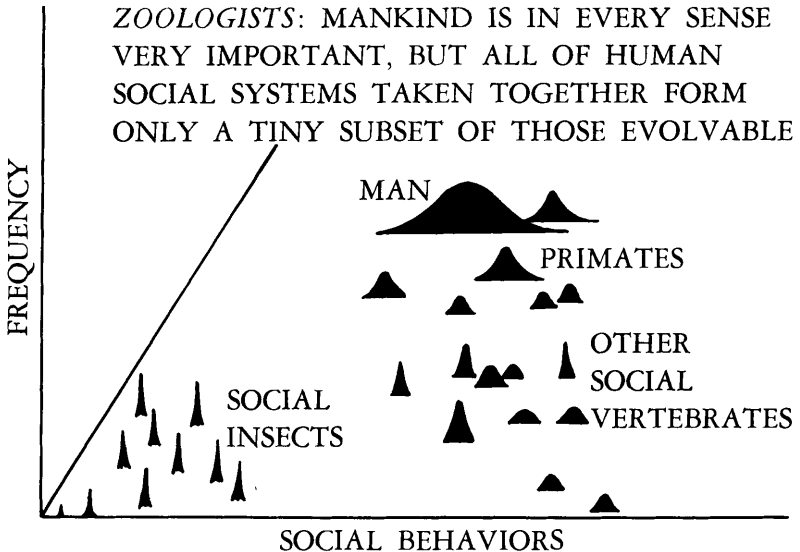 ZOOLOGISTS: MANKIND IS IN EVERY SENSE
VERY IMPORTANT, BUT ALL OF HUMAN
SOCIAL SYSTEMS TAKEN TOGETHER FORM
ONLY A TINY SUBSET OF THOSE EVOLVABLE
FREQUENCY
MAN
PRIMATES
OTHER
SOCIAL
VERTEBRATES
SOCIAL
INSECTS
SOCIAL BEHAVIORS